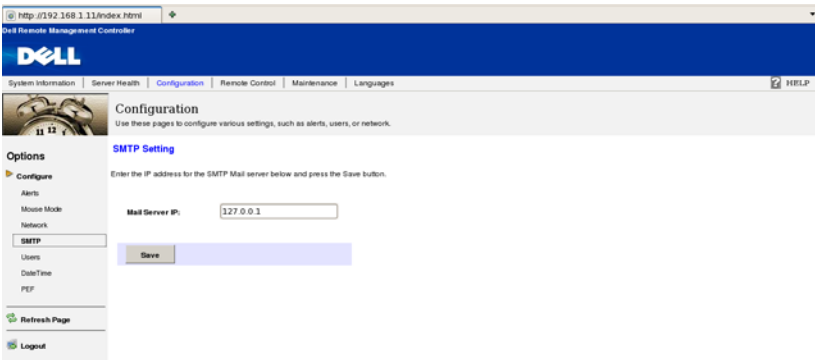 http://192.168.1.11/index.html
Dell Remote Management Controller
DELL
System Information Server Health Configuration Remote Control Maintenance Languages HELP
11 12 1
Configuration
Use these pages to configure various settings, such as alerts, users, or network.
Options
SMTP Setting
Configure
Enter the IP address for the SMTP Mail server below and press the Save button.
Alerts
Mouse Mode
Mail Server IP: 127.0.0.1
Network
SMTP
Users
Save
DateTime
PEF
Refresh Page
Logout